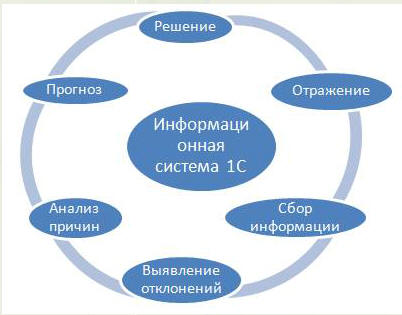 Решение
Прогноз
Отражение
Информаци
онная
система 1С
Анализ
причин
Сбор
информации
Выявление
отклонений